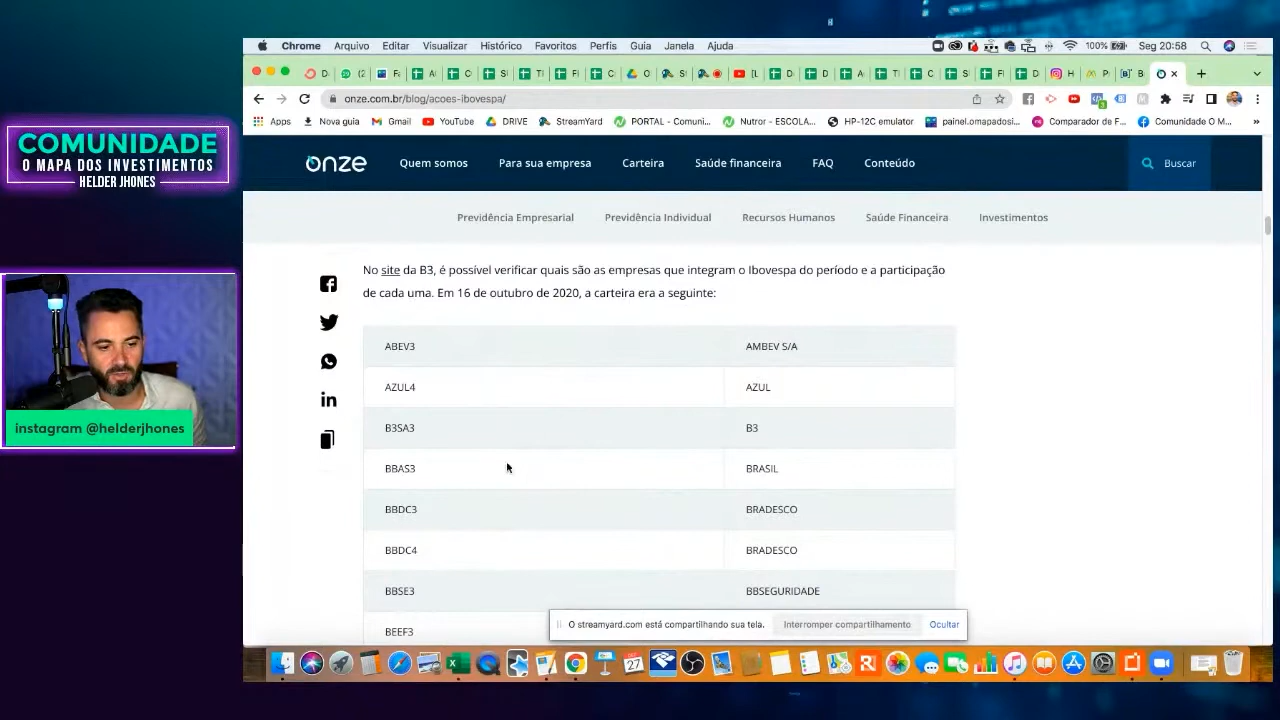 Chrome Arquivo Editar Visualizar Histórico Favoritos Perfis Guia Janela Ajuda
100% Seg 20:58
onze.com.br/blog/acoes-ibovespa/
Apps Nova guia Gmail YouTube DRIVE StreamYard PORTAL - Comuni... Nutror - ESCOLA... HP-12C emulator painel.omapadosi... Comparador de F... Comunidade O M... »
COMUNIDADE
O MAPA DOS INVESTIMENTOS
HELDER JHONES
onze Quem somos Para sua empresa Carteira Saúde financeira FAQ Conteúdo Buscar
Previdência Empresarial Previdência Individual Recursos Humanos Saúde Financeira Investimentos
No site da B3, é possível verificar quais são as empresas que integram o Ibovespa do período e a participação
de cada uma. Em 16 de outubro de 2020, a carteira era a seguinte:
ABEV3 AMBEV S/A
AZUL4 AZUL
B3SA3 B3
instagram @helderjhones
BBAS3 BRASIL
BBDC3 BRADESCO
BBDC4 BRADESCO
BBSE3 BBSEGURIDADE
BEEF3
O streamyard.com está compartilhando sua tela. Interromper compartilhamento Ocultar
27